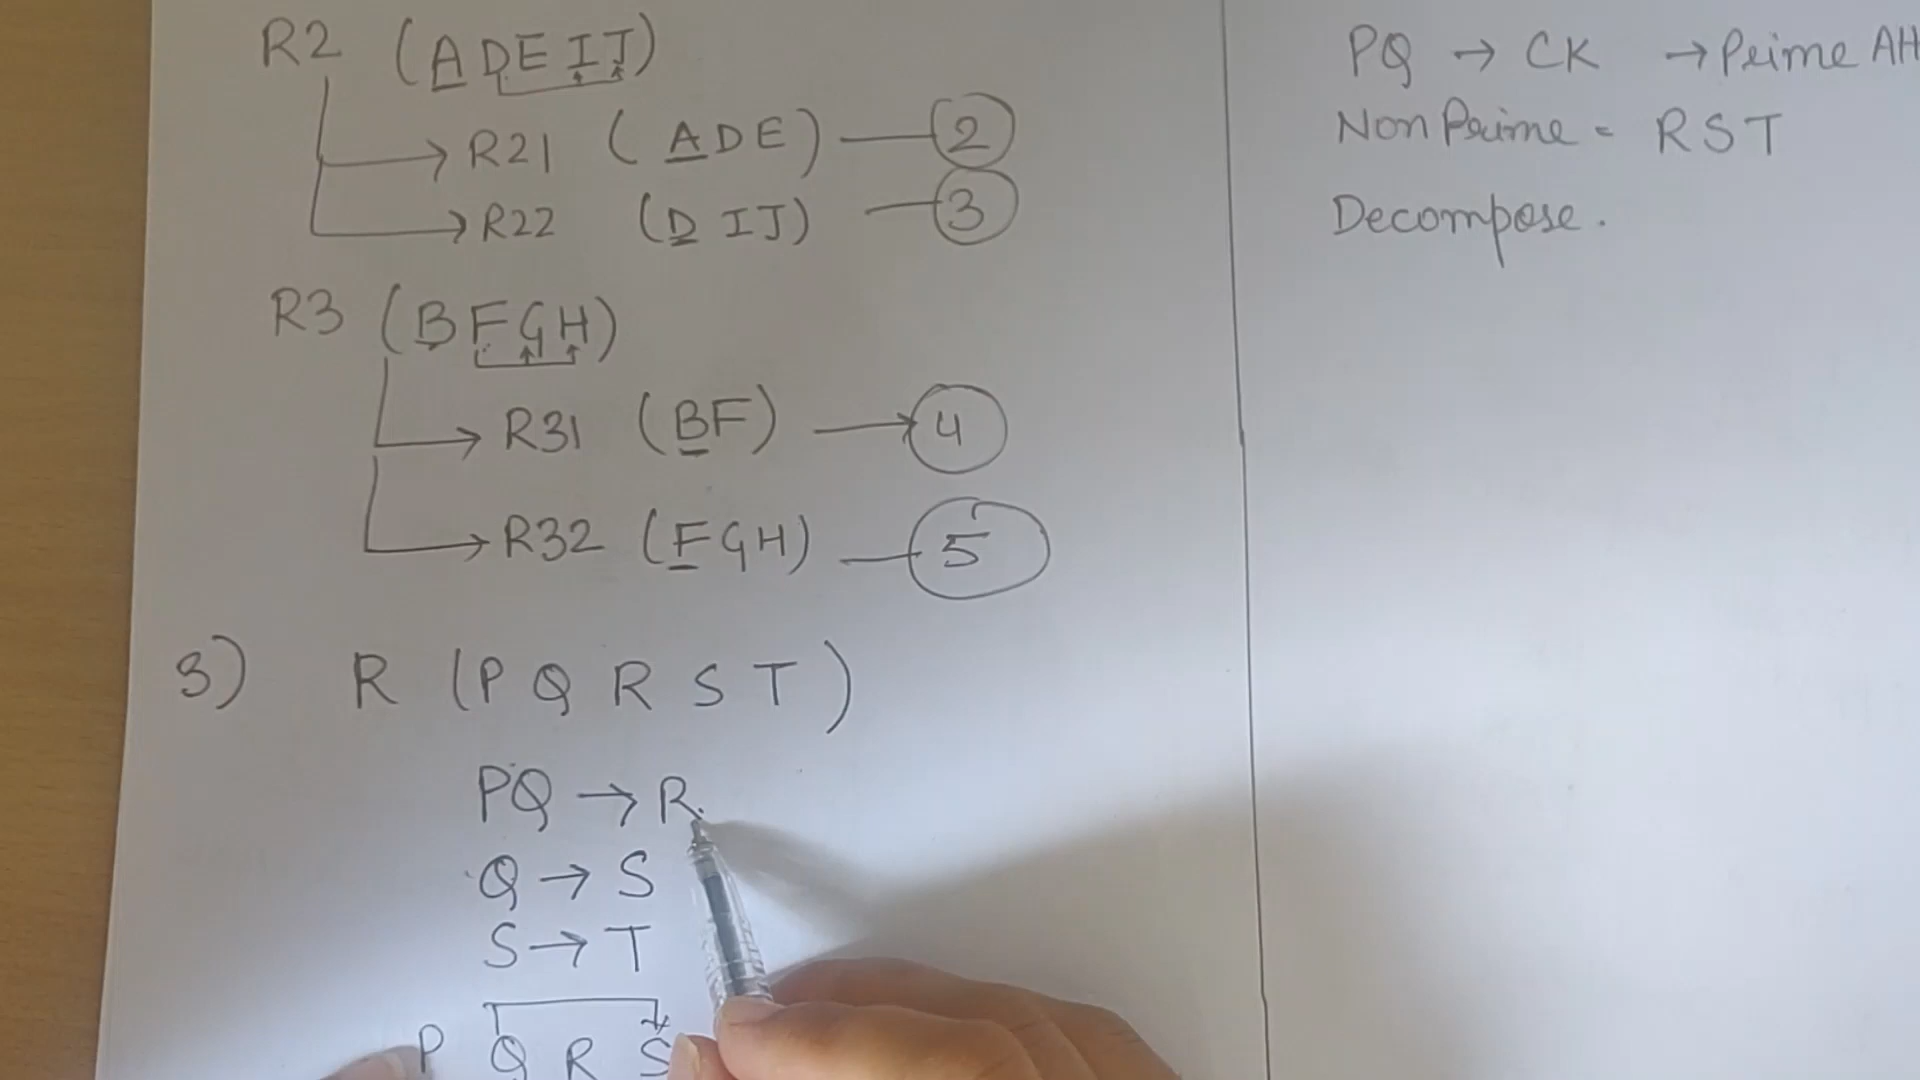 R2 (ADEIJ)
R21 (ADE) 2
R22 (DIJ) 3
R3 (BFGH)
R31 (BF) → 4
R32 (FGH) 5
3) R (PQRST)
PQ → R
Q → S
S → T
P Q R S
PQ → CK → Prime At
Non Prime = RST
Decompose.